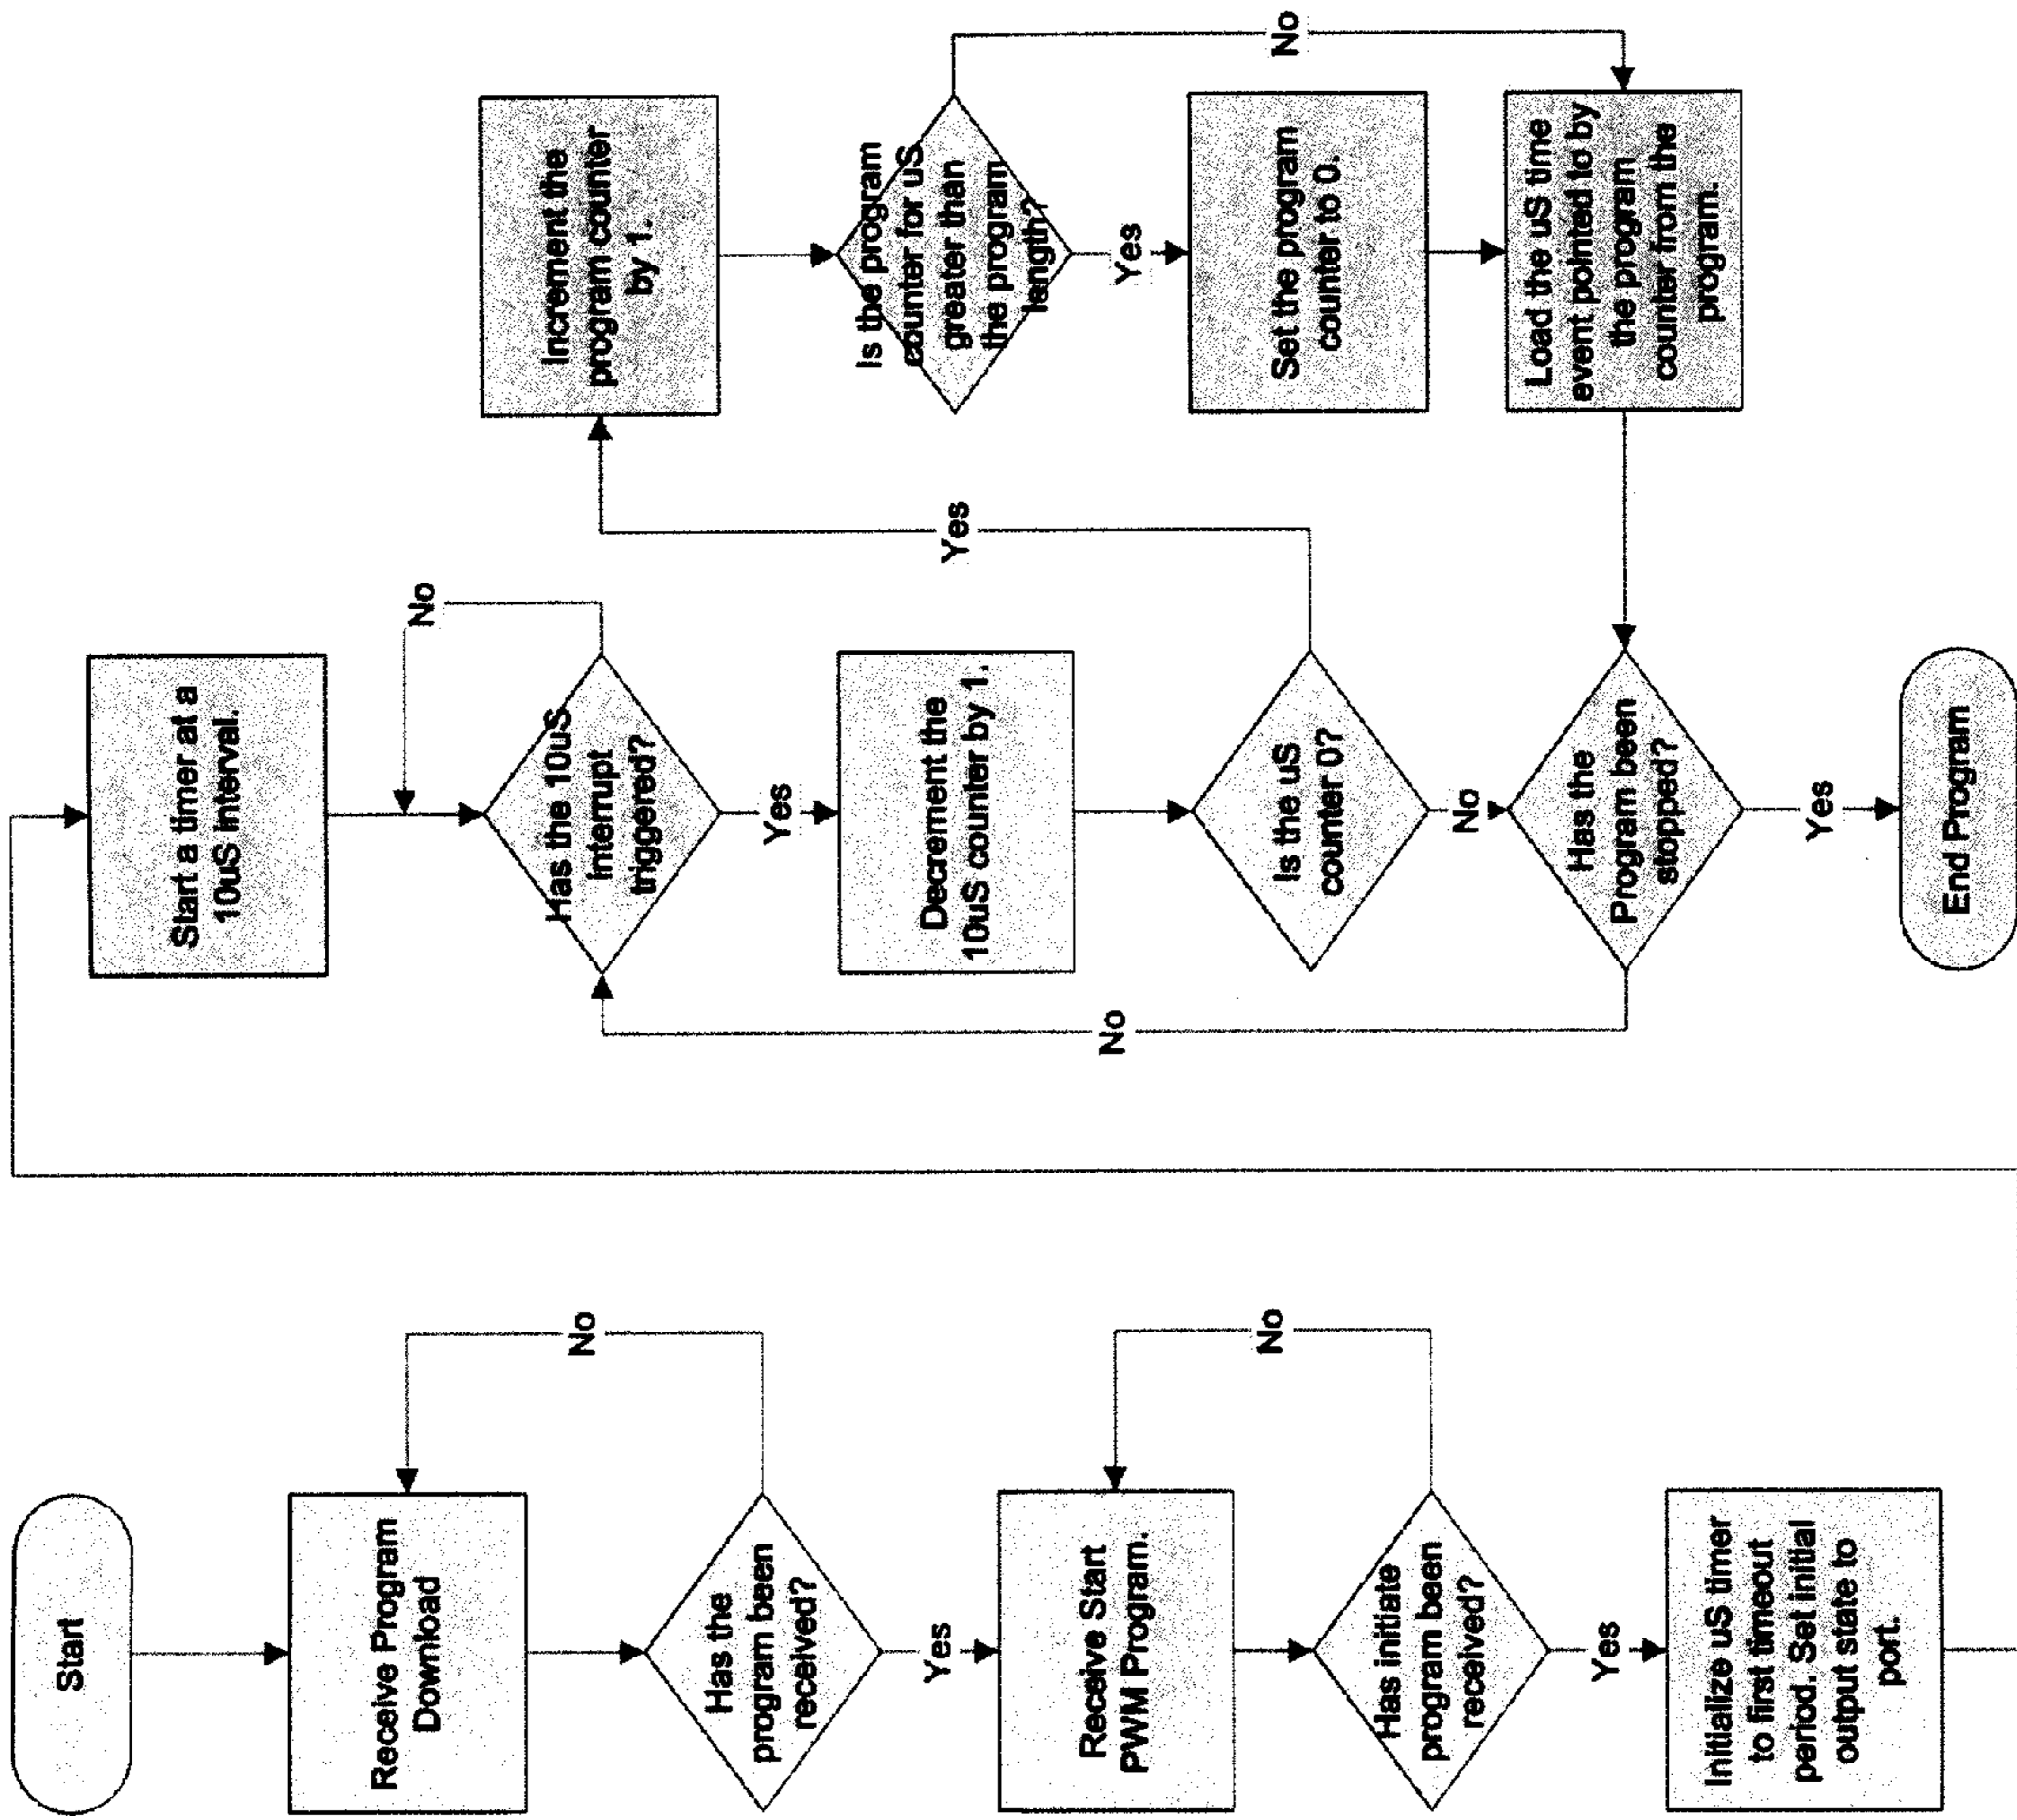 Start
Receive Program
Download
Has the
program been
received?
No
Yes
Receive Start
PWM Program.
Has initiate
program been
received?
No
Yes
Initialize uS timer
to first timeout
period. Set initial
output state to
port.
Start a timer at a
10uS interval.
No
Has the 10uS
interrupt
triggered?
Yes
Decrement the
10uS counter by 1.
Is the uS
counter 0?
Yes
No
Has the
Program been
stopped?
No
Yes
End Program
Increment the
program counter
by 1.
Is the program
counter for uS
greater than
the program
length?
No
Yes
Set the program
counter to 0.
Load the uS time
event pointed to by
the program
counter from the
program.